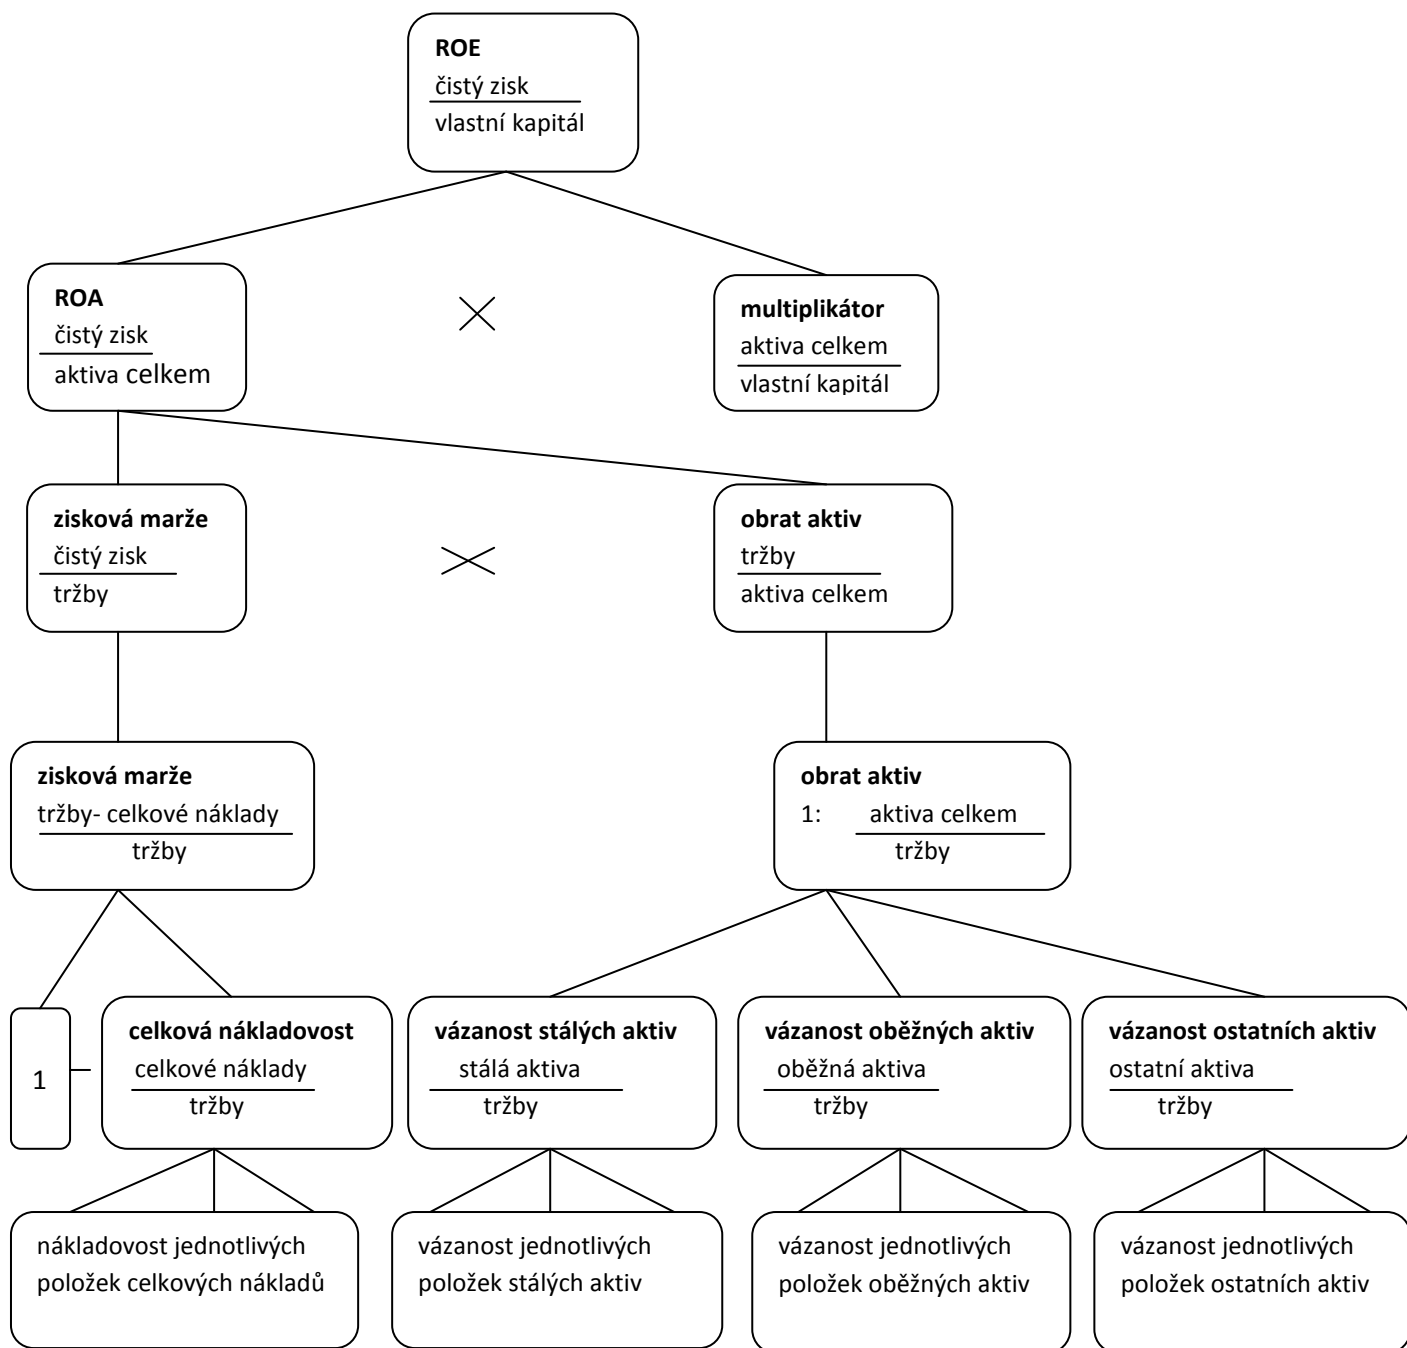 ROE
čistý zisk
vlastní kapitál
ROA
čistý zisk
aktiva celkem
multiplikátor
aktiva celkem
vlastní kapitál
zisková marže
čistý zisk
tržby
obrat aktiv
tržby
aktiva celkem
zisková marže
tržby- celkové náklady
tržby
obrat aktiv
1: aktiva celkem
tržby
1
celková nákladovost
celkové náklady
tržby
vázanost stálých aktiv
stálá aktiva
tržby
vázanost oběžných aktiv
oběžná aktiva
tržby
vázanost ostatních aktiv
ostatní aktiva
tržby
nákladovost jednotlivých
položek celkových nákladů
vázanost jednotlivých
položek stálých aktiv
vázanost jednotlivých
položek oběžných aktiv
vázanost jednotlivých
položek ostatních aktiv